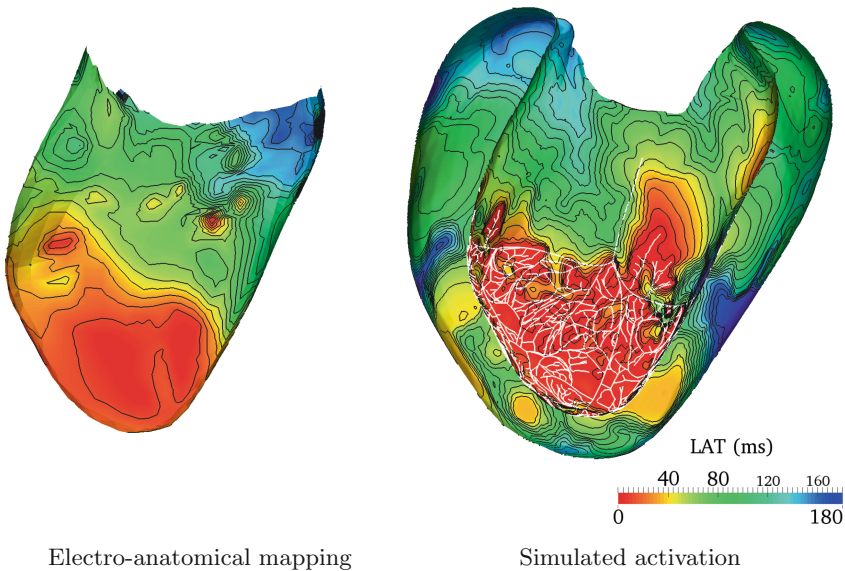 LAT (ms)
40 80 120 160
0 180
Electro-anatomical mapping
Simulated activation